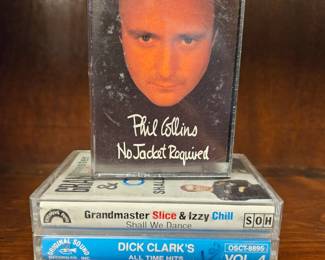 Phil Collins
No Jacket Required
&
Grandmaster Slice & Izzy Chill
Shall We Dance
SOH
ORIGINAL SOUND
DICK CLARK'S
ALL TIME HITS
OSCT-8895
VOL. 4